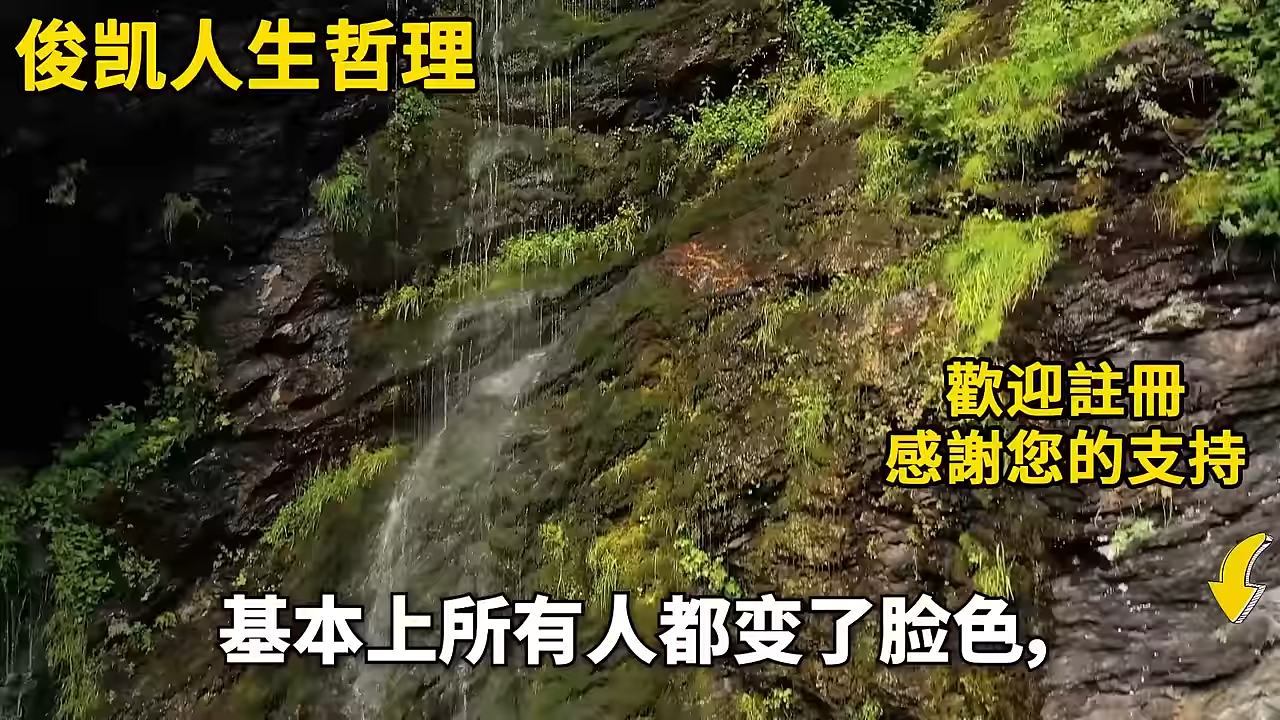 俊凯人生哲理
歡迎註冊
感謝您的支持
基本上所有人都变了脸色,